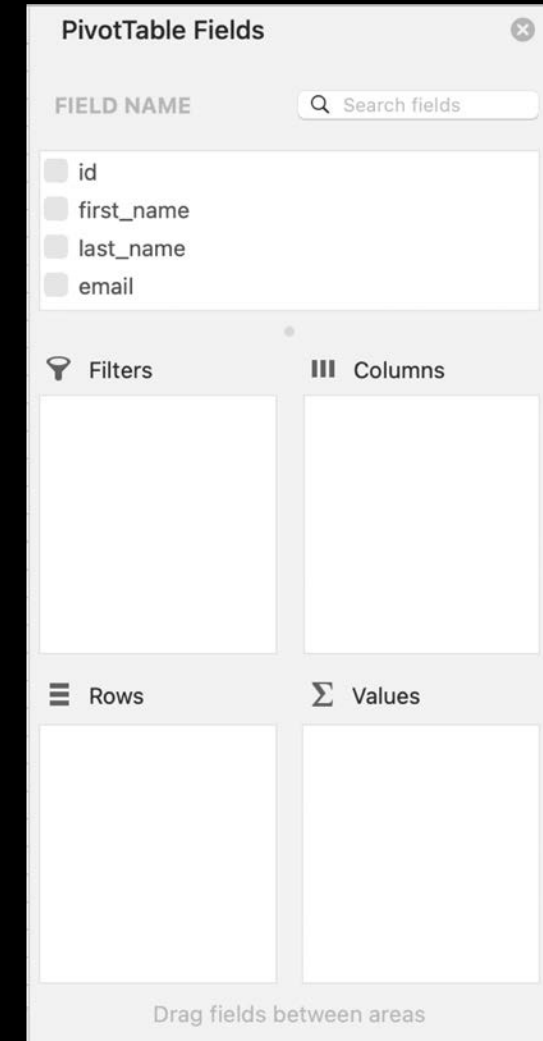 PivotTable Fields
FIELD NAME
Search fields
id
first_name
last_name
email
Filters
Columns
Rows
Σ Values
Drag fields between areas